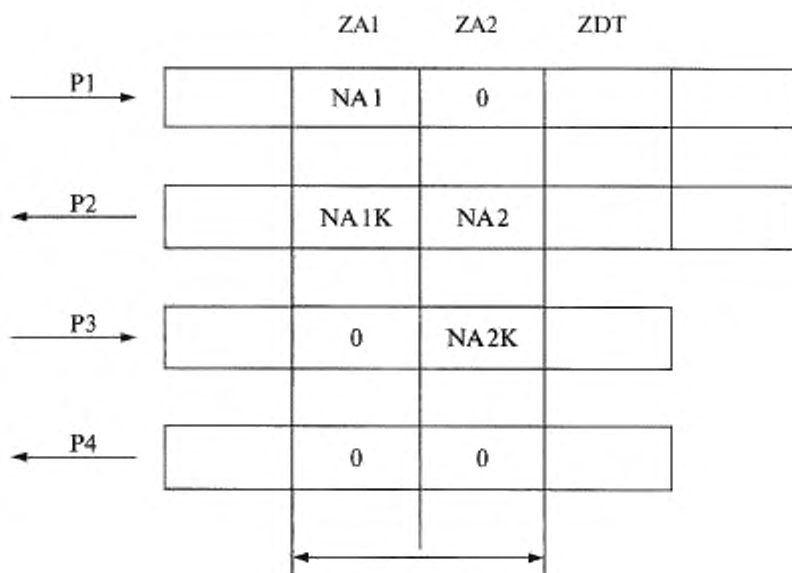 ZA1 ZA2 ZDT
P1 NA1 0
P2 NA1K NA2
P3 0 NA2K
P4 0 0